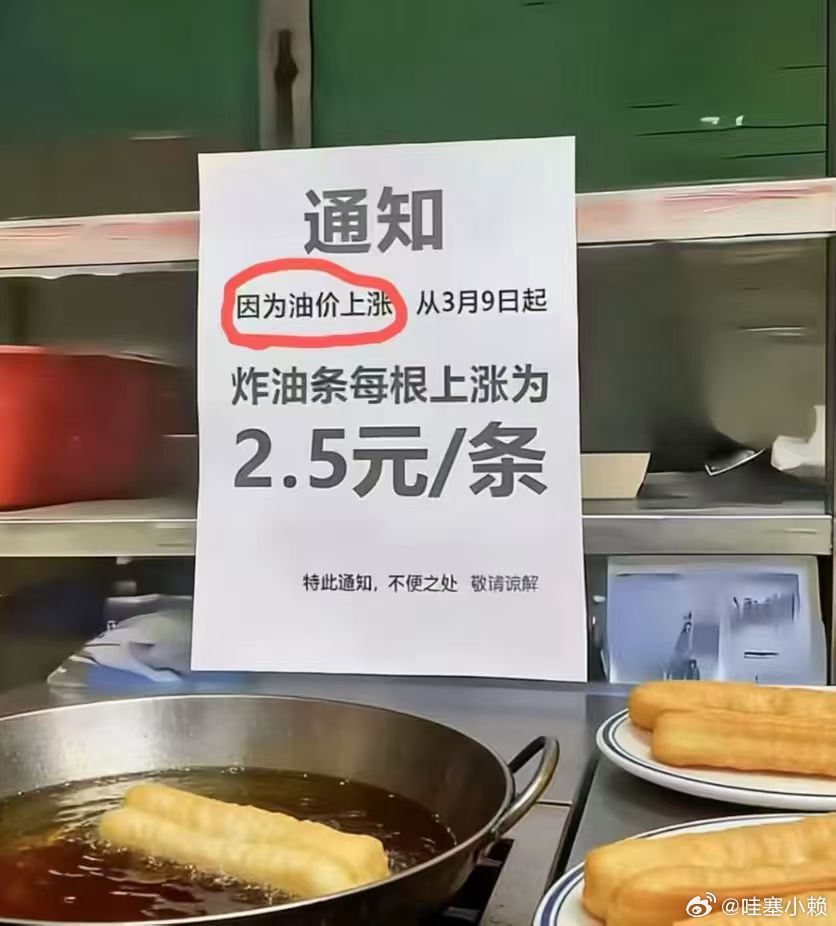 通知
因为油价上涨 从3月9日起
炸油条每根上涨为
2.5元/条
特此通知，不便之处 敬请谅解
@哇塞小赖